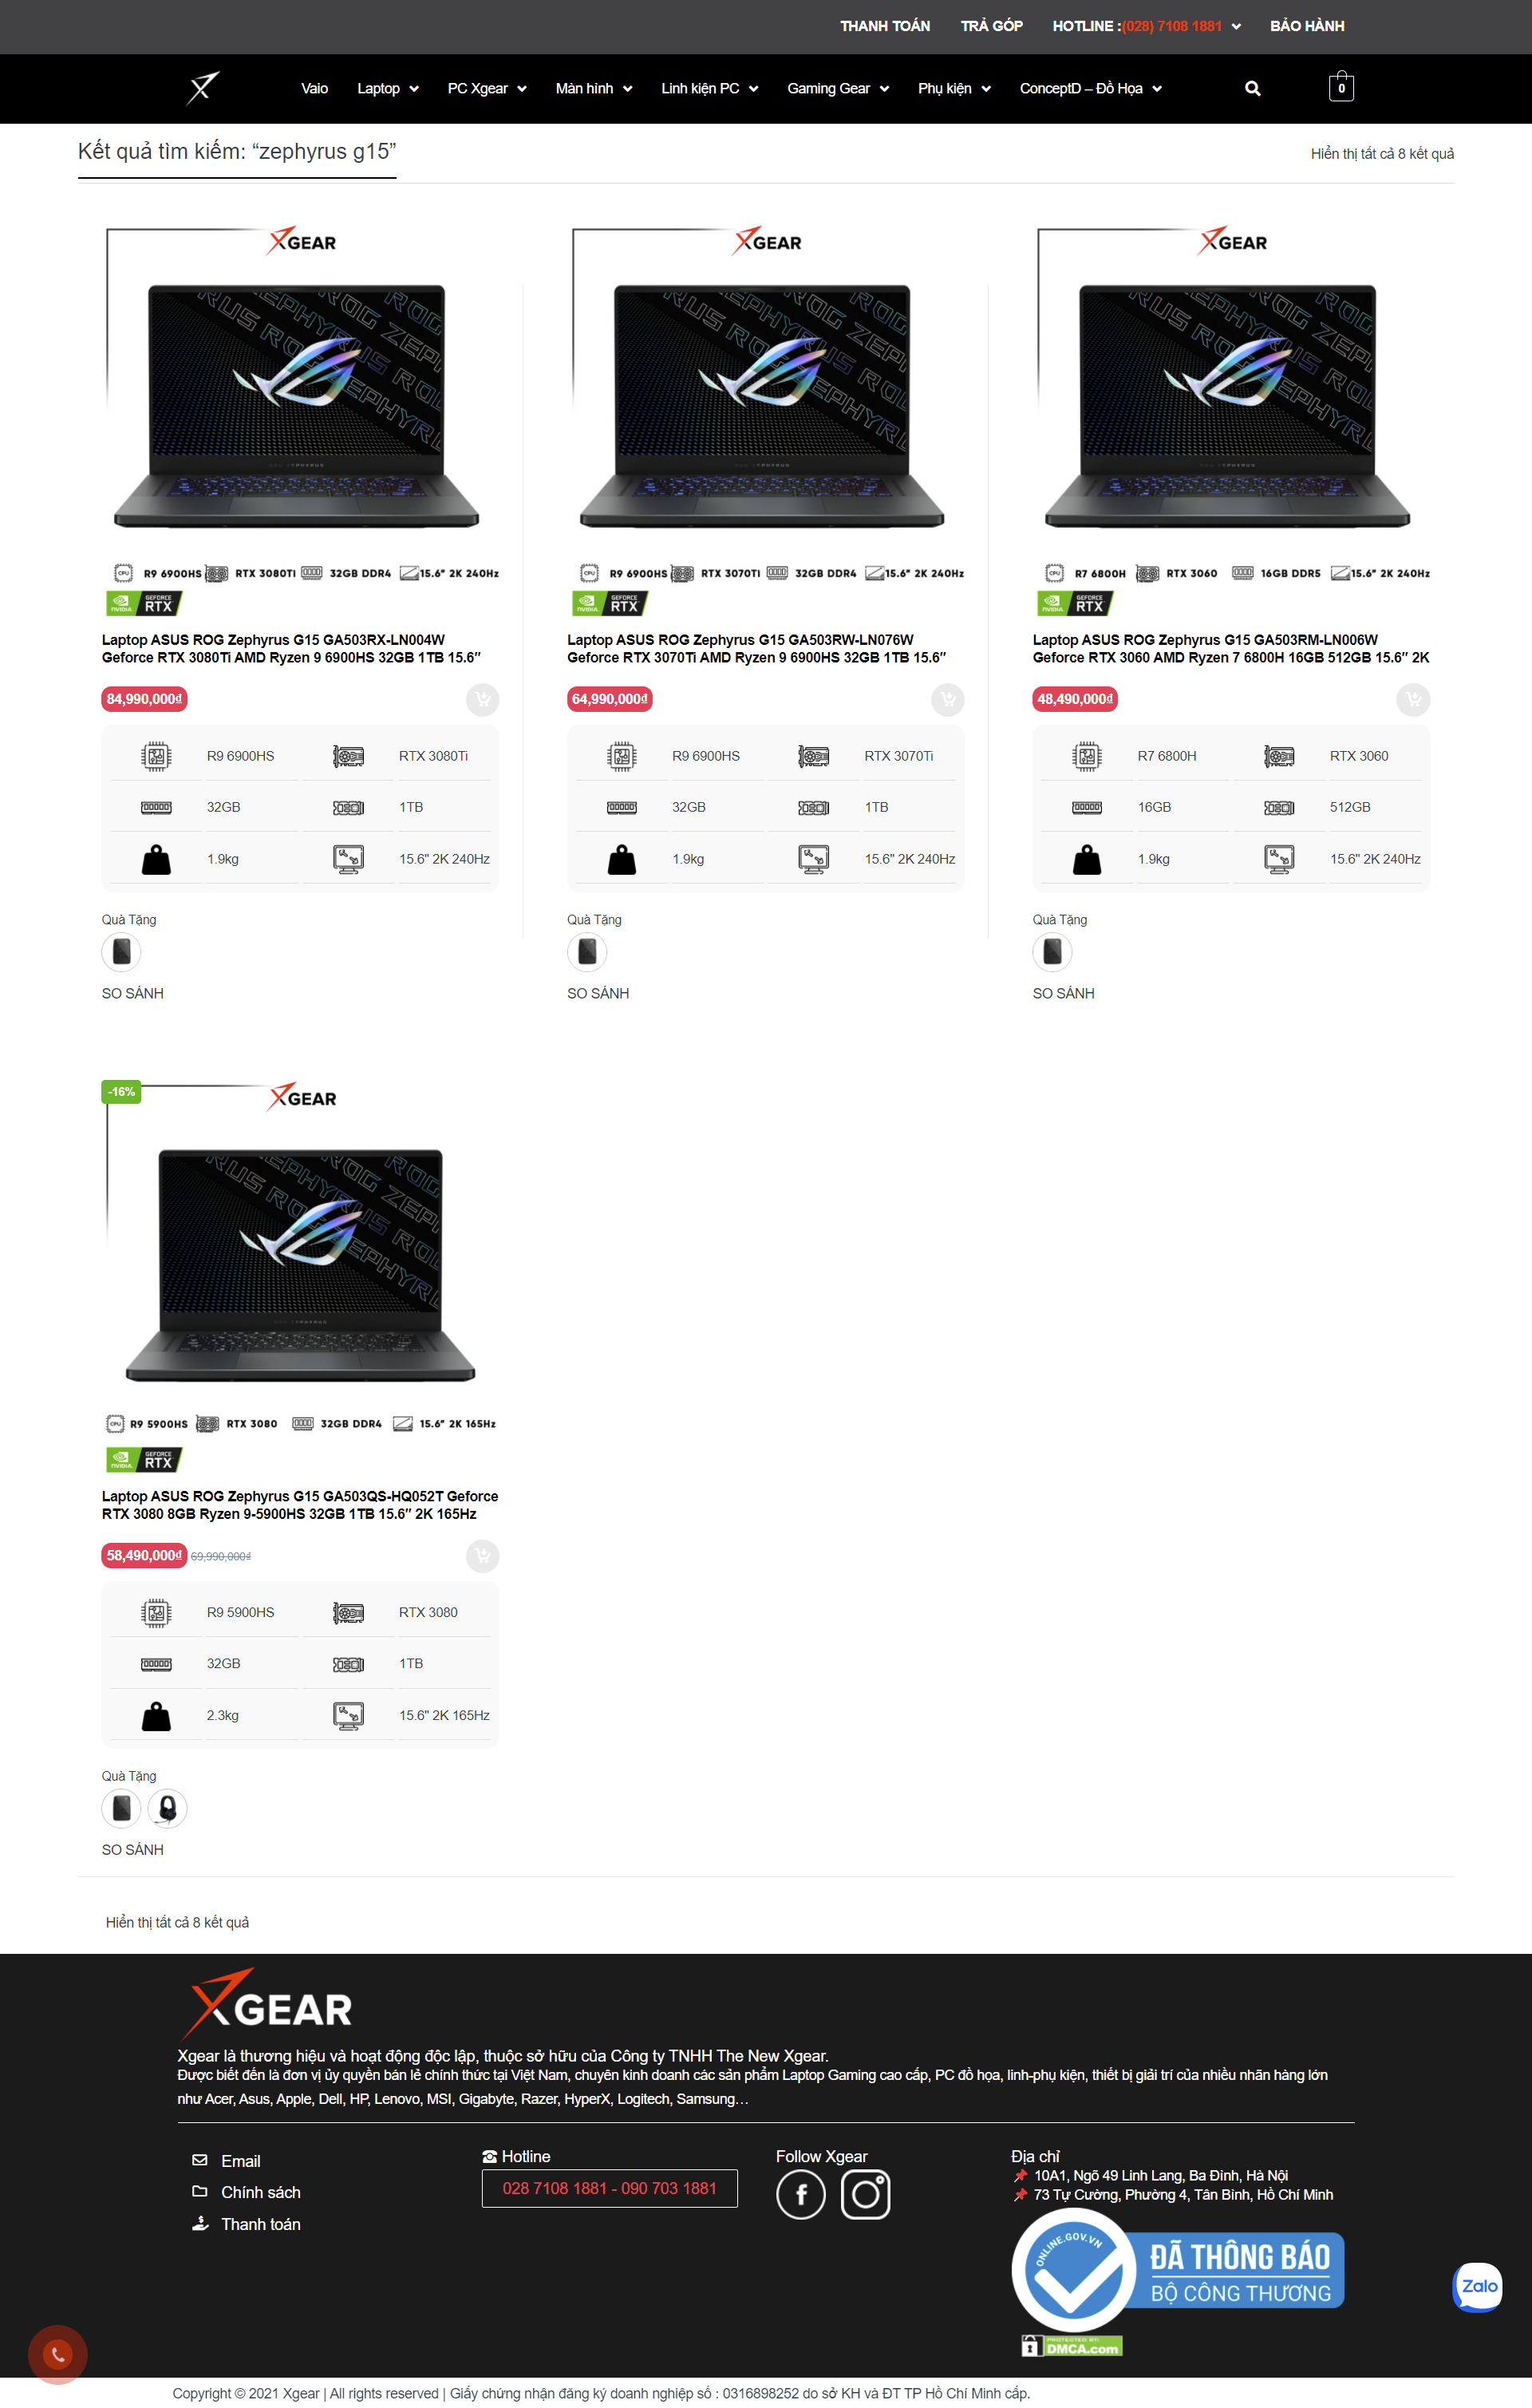 THANH TOÁN TRẢ GÓP HOTLINE :(028) 7108 1881 BẢO HÀNH
Vaio Laptop PC Xgear Màn hình Linh kiện PC Gaming Gear Phụ kiện ConceptD – Đồ Họa 0
Kết quả tìm kiếm: “zephyrus g15”
Hiển thị tất cả 8 kết quả
XGEAR
R9 6900HS RTX 3080TI 32GB DDR4 15.6” 2K 240Hz
NVIDIA GEFORCE RTX
Laptop ASUS ROG Zephyrus G15 GA503RX-LN004W
Geforce RTX 3080Ti AMD Ryzen 9 6900HS 32GB 1TB 15.6″
84,990,000₫
R9 6900HS RTX 3080Ti
32GB 1TB
1.9kg 15.6" 2K 240Hz
Quà Tặng
SO SÁNH
XGEAR
R9 6900HS RTX 3070TI 32GB DDR4 15.6” 2K 240Hz
NVIDIA GEFORCE RTX
Laptop ASUS ROG Zephyrus G15 GA503RW-LN076W
Geforce RTX 3070Ti AMD Ryzen 9 6900HS 32GB 1TB 15.6″
64,990,000₫
R9 6900HS RTX 3070Ti
32GB 1TB
1.9kg 15.6" 2K 240Hz
Quà Tặng
SO SÁNH
XGEAR
R7 6800H RTX 3060 16GB DDR5 15.6” 2K 240Hz
NVIDIA GEFORCE RTX
Laptop ASUS ROG Zephyrus G15 GA503RM-LN006W
Geforce RTX 3060 AMD Ryzen 7 6800H 16GB 512GB 15.6″ 2K
48,490,000₫
R7 6800H RTX 3060
16GB 512GB
1.9kg 15.6" 2K 240Hz
Quà Tặng
SO SÁNH
-16%
XGEAR
R9 5900HS RTX 3080 32GB DDR4 15.6” 2K 165Hz
NVIDIA GEFORCE RTX
Laptop ASUS ROG Zephyrus G15 GA503QS-HQ052T Geforce
RTX 3080 8GB Ryzen 9-5900HS 32GB 1TB 15.6″ 2K 165Hz
58,490,000₫ 69,990,000₫
R9 5900HS RTX 3080
32GB 1TB
2.3kg 15.6" 2K 165Hz
Quà Tặng
SO SÁNH
Hiển thị tất cả 8 kết quả
XGEAR
Xgear là thương hiệu và hoạt động độc lập, thuộc sở hữu của Công ty TNHH The New Xgear.
Được biết đến là đơn vị ủy quyền bán lẻ chính thức tại Việt Nam, chuyên kinh doanh các sản phẩm Laptop Gaming cao cấp, PC đồ họa, linh-phụ kiện, thiết bị giải trí của nhiều nhãn hàng lớn
như Acer, Asus, Apple, Dell, HP, Lenovo, MSI, Gigabyte, Razer, HyperX, Logitech, Samsung…
Email
Chính sách
Thanh toán
Hotline
028 7108 1881 - 090 703 1881
Follow Xgear
Địa chỉ
10A1, Ngõ 49 Linh Lang, Ba Đình, Hà Nội
73 Tự Cường, Phường 4, Tân Bình, Hồ Chí Minh
ONLINE.GOV.VN
ĐÃ THÔNG BÁO
BỘ CÔNG THƯƠNG
PROTECTED BY
DMCA.com
Zalo
Copyright © 2021 Xgear | All rights reserved | Giấy chứng nhận đăng ký doanh nghiệp số : 0316898252 do sở KH và ĐT TP Hồ Chí Minh cấp.